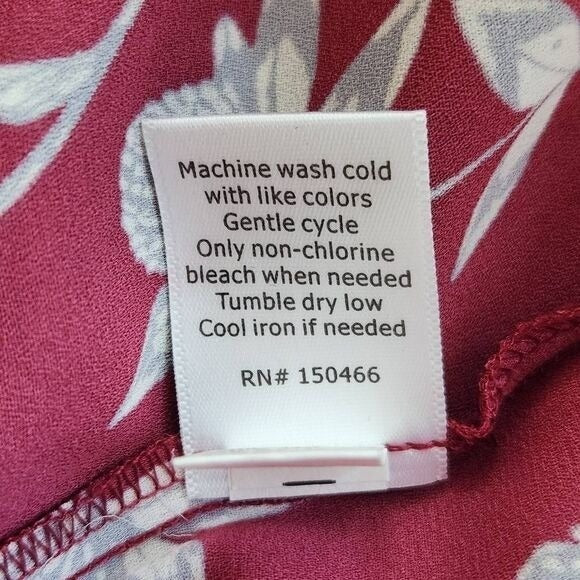 Machine wash cold
with like colors
Gentle cycle
Only non-chlorine
bleach when needed
Tumble dry low
Cool iron if needed
RN# 150466